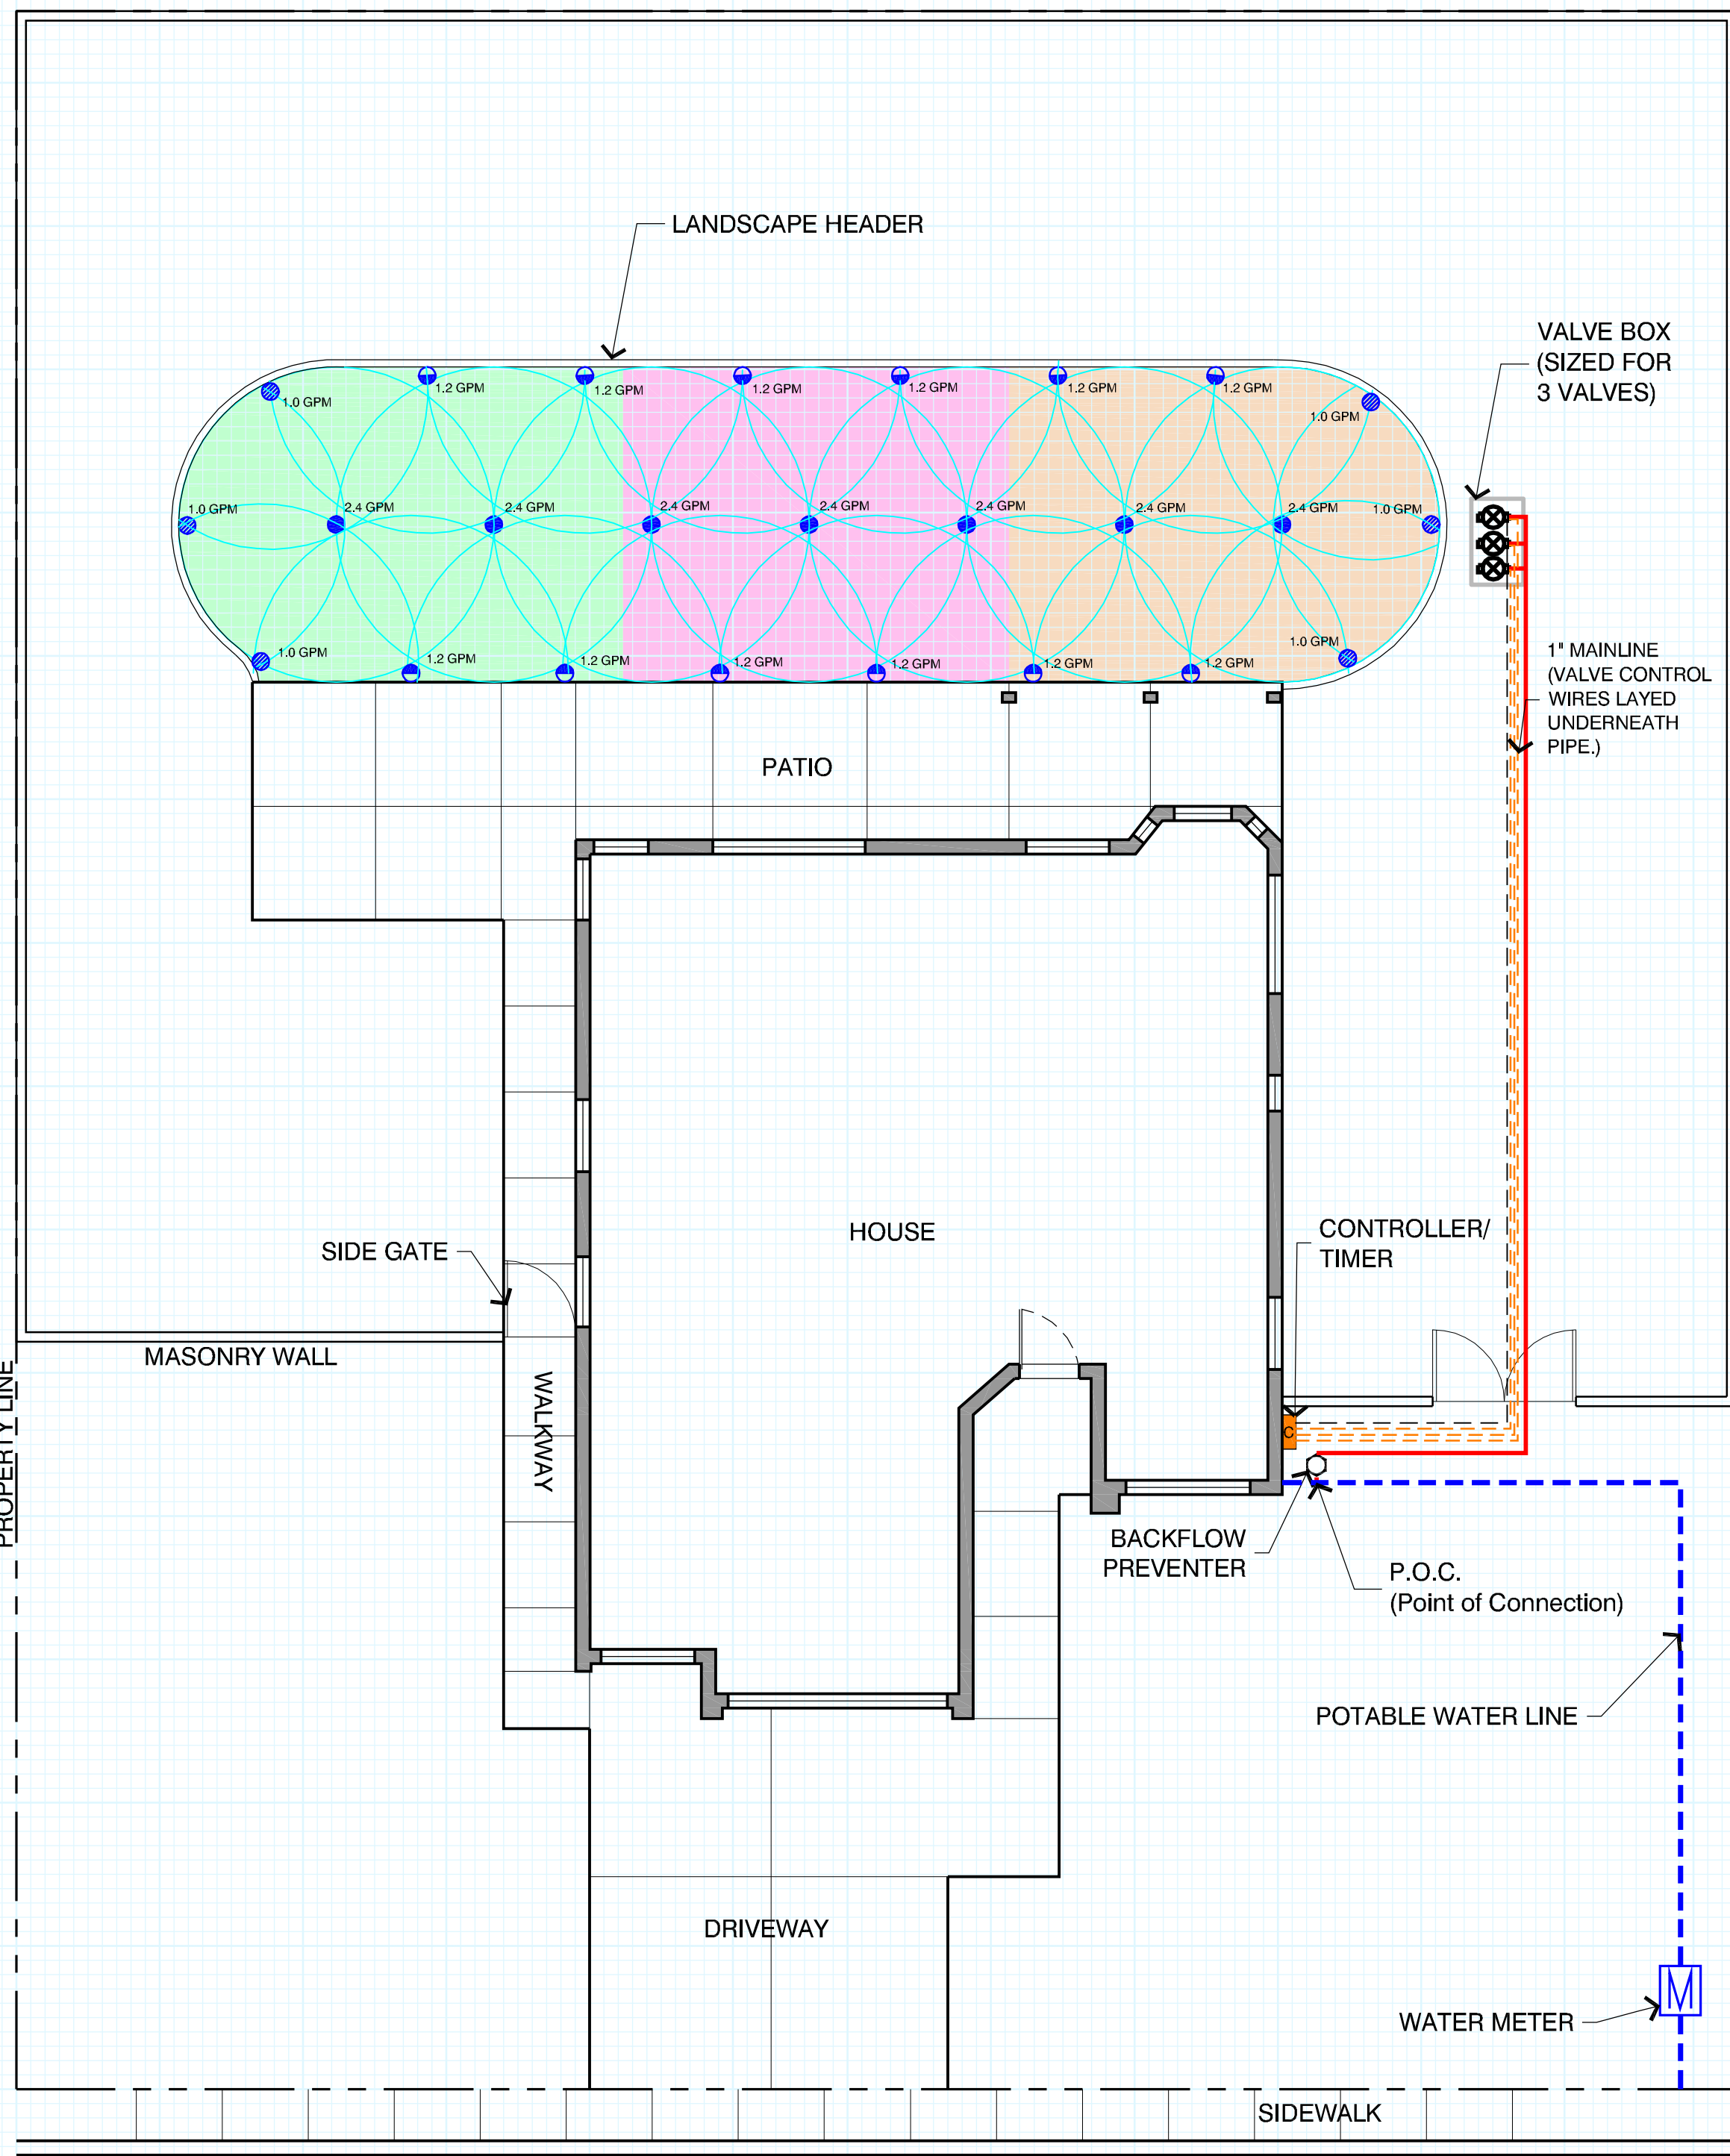 LANDSCAPE HEADER
VALVE BOX
(SIZED FOR
3 VALVES)
1.2 GPM
1.2 GPM
1.2 GPM
1.2 GPM
1.2 GPM
1.2 GPM
1.0 GPM
1.0 GPM
1.0 GPM
2.4 GPM
2.4 GPM
2.4 GPM
2.4 GPM
2.4 GPM
2.4 GPM
2.4 GPM
1.0 GPM
1.0 GPM
1.2 GPM
1.2 GPM
1.2 GPM
1.2 GPM
1.2 GPM
1.2 GPM
1.0 GPM
1" MAINLINE
(VALVE CONTROL
WIRES LAYED
UNDERNEATH
PIPE.)
PATIO
HOUSE
CONTROLLER/
TIMER
SIDE GATE
MASONRY WALL
PROPERTY LINE
WALKWAY
C
BACKFLOW
PREVENTER
P.O.C.
(Point of Connection)
POTABLE WATER LINE
DRIVEWAY
M
WATER METER
SIDEWALK